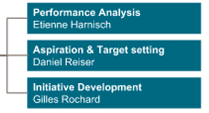 Performance Analysis
Etienne Harnisch
Aspiration & Target setting
Daniel Reiser
Initiative Development
Gilles Rochard